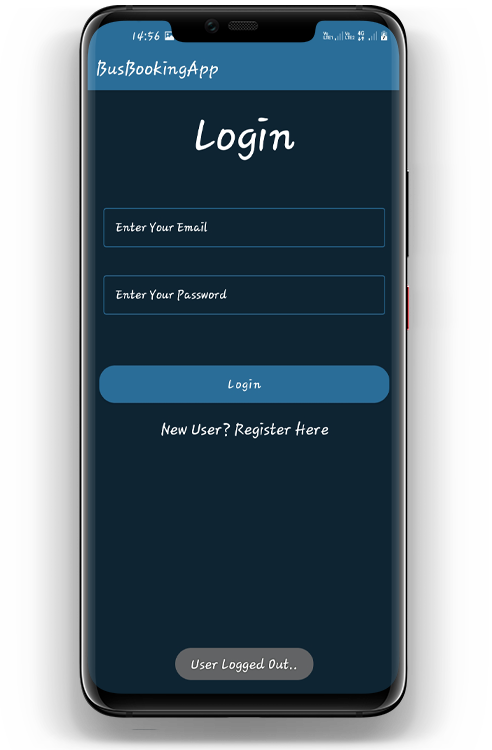 14:56
BusBookingApp
Login
Enter Your Email
Enter Your Password
Login
New User? Register Here
User Logged Out..